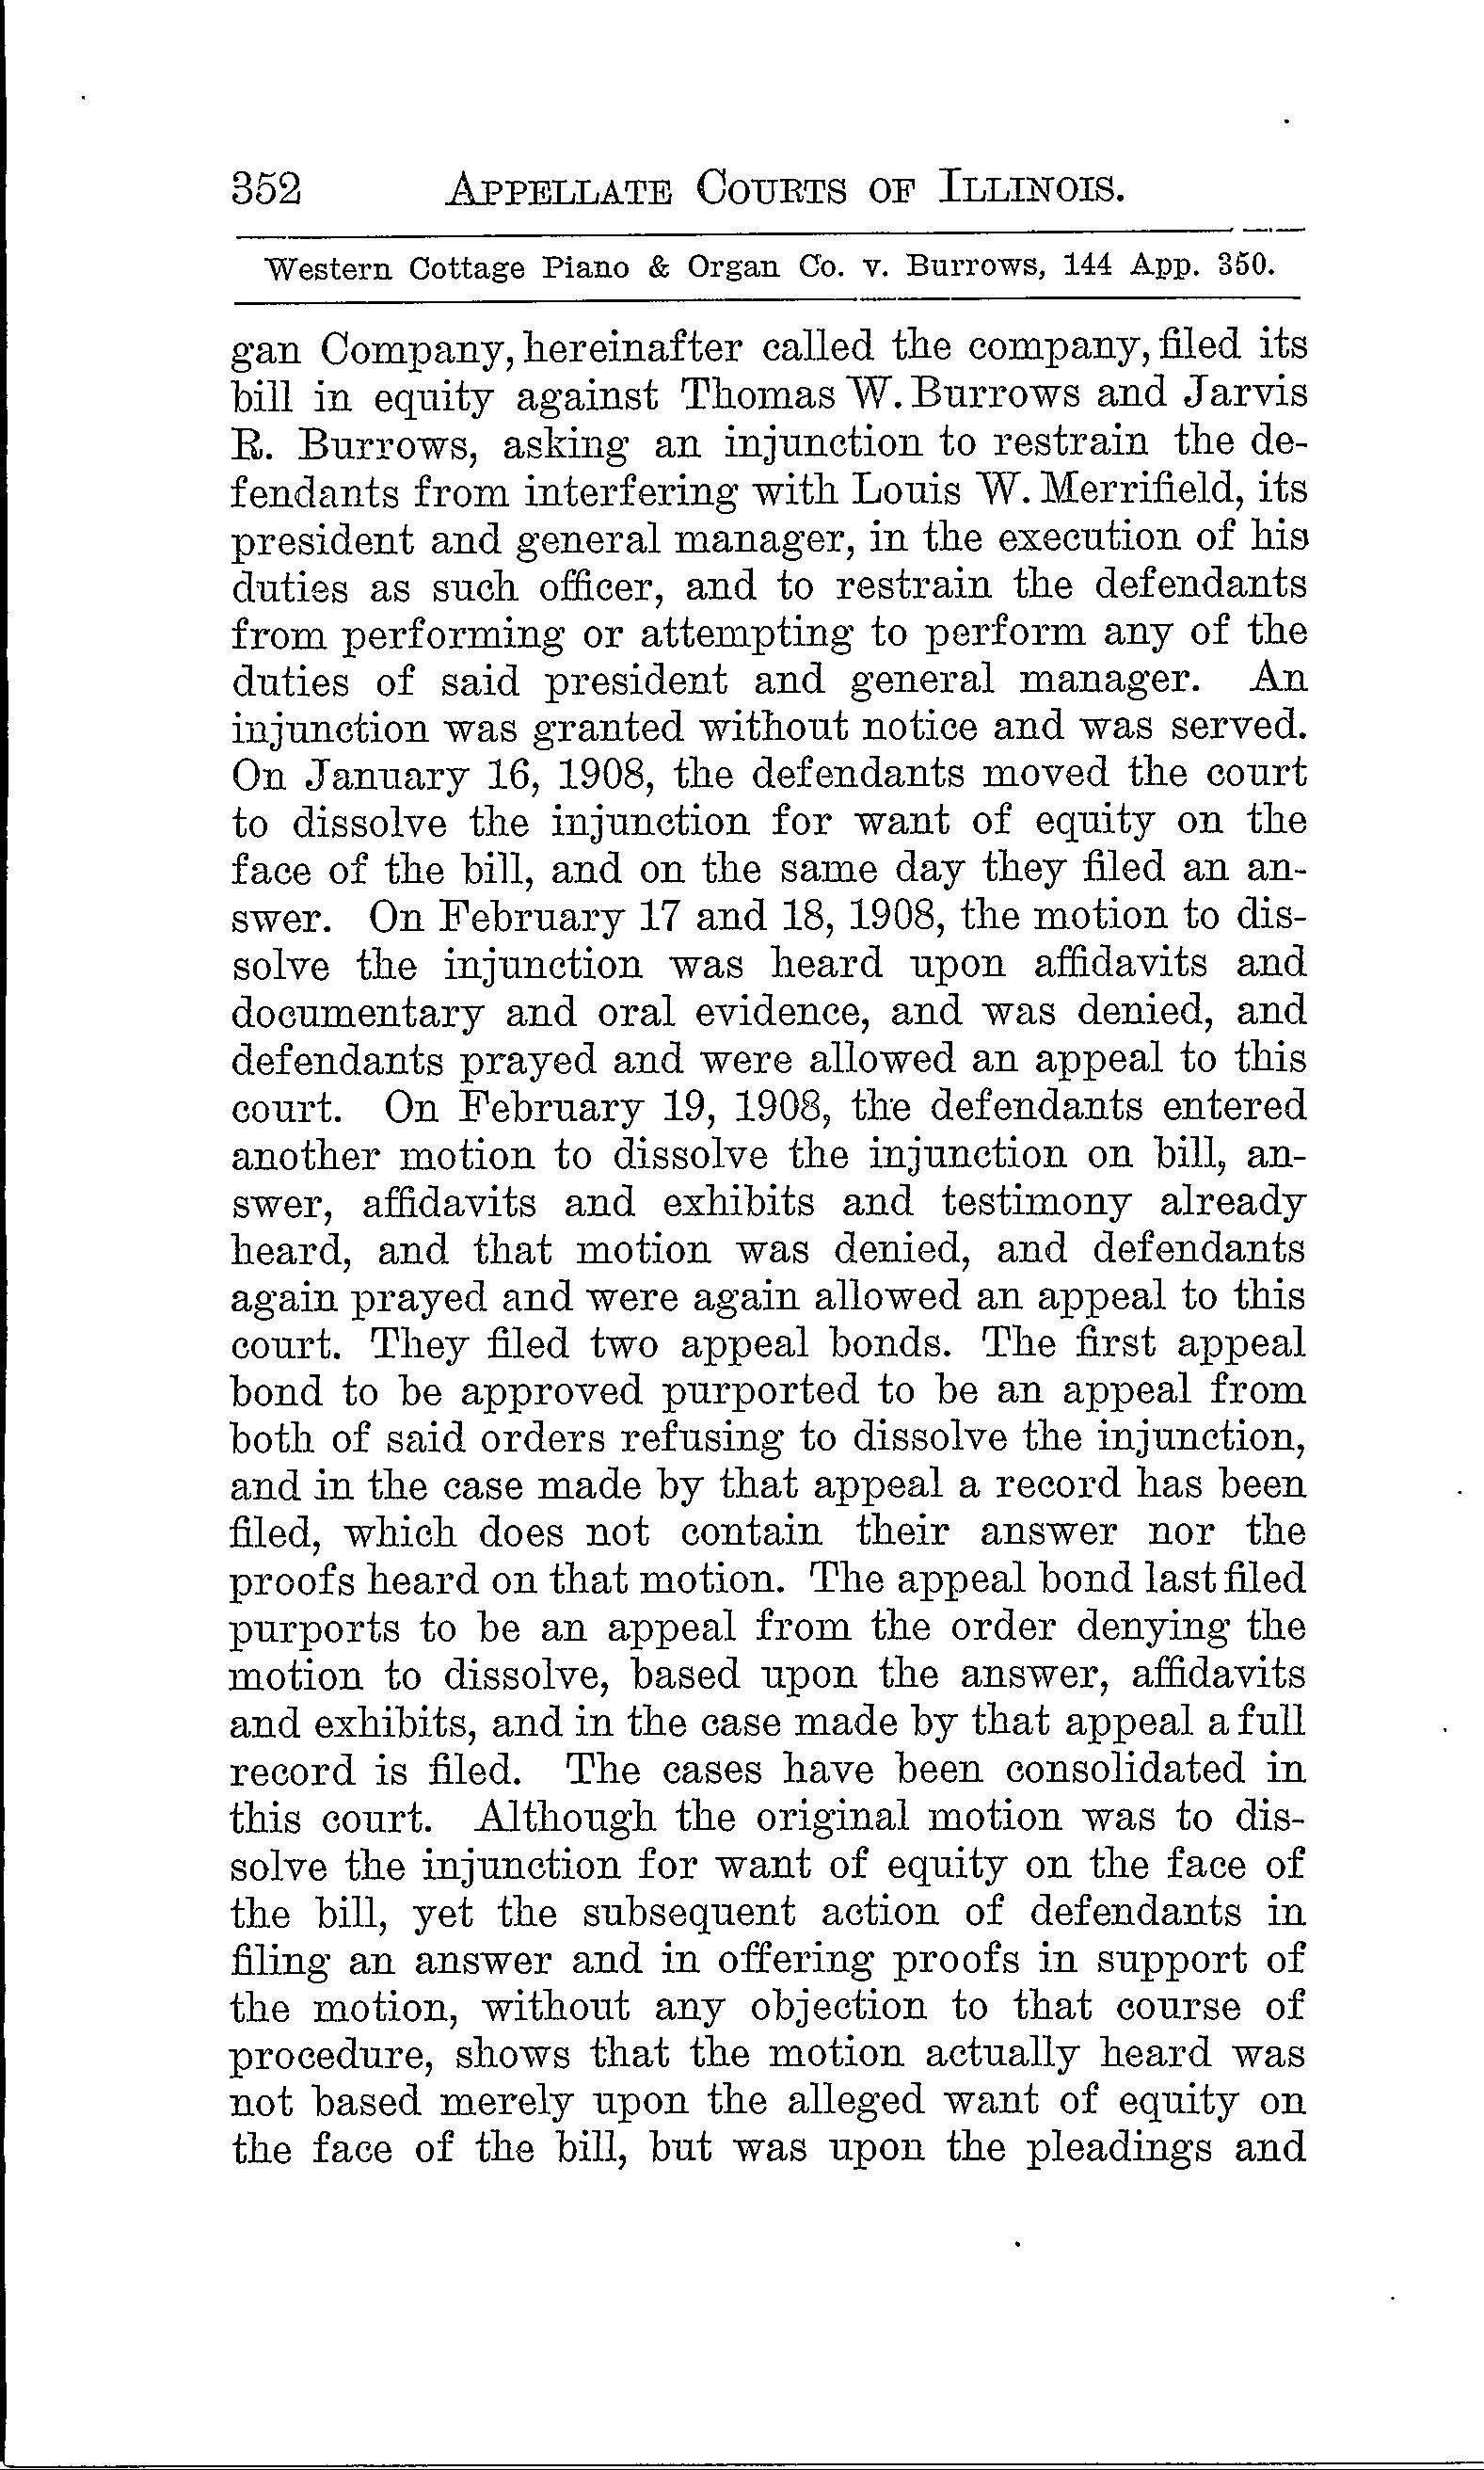 352 APPELLATE COURTS OF ILLINOIS.
Western Cottage Piano & Organ Co. v. Burrows, 144 App. 350.
gan Company, hereinafter called the company, filed its
bill in equity against Thomas W. Burrows and Jarvis
R. Burrows, asking an injunction to restrain the de-
fendants from interfering with Louis W. Merrifield, its
president and general manager, in the execution of his
duties as such officer, and to restrain the defendants
from performing or attempting to perform any of the
duties of said president and general manager. An
injunction was granted without notice and was served.
On January 16, 1908, the defendants moved the court
to dissolve the injunction for want of equity on the
face of the bill, and on the same day they filed an an-
swer. On February 17 and 18, 1908, the motion to dis-
solve the injunction was heard upon affidavits and
documentary and oral evidence, and was denied, and
defendants prayed and were allowed an appeal to this
court. On February 19, 1908, the defendants entered
another motion to dissolve the injunction on bill, an-
swer, affidavits and exhibits and testimony already
heard, and that motion was denied, and defendants
again prayed and were again allowed an appeal to this
court. They filed two appeal bonds. The first appeal
bond to be approved purported to be an appeal from
both of said orders refusing to dissolve the injunction,
and in the case made by that appeal a record has been
filed, which does not contain their answer nor the
proofs heard on that motion. The appeal bond last filed
purports to be an appeal from the order denying the
motion to dissolve, based upon the answer, affidavits
and exhibits, and in the case made by that appeal a full
record is filed. The cases have been consolidated in
this court. Although the original motion was to dis-
solve the injunction for want of equity on the face of
the bill, yet the subsequent action of defendants in
filing an answer and in offering proofs in support of
the motion, without any objection to that course of
procedure, shows that the motion actually heard was
not based merely upon the alleged want of equity on
the face of the bill, but was upon the pleadings and